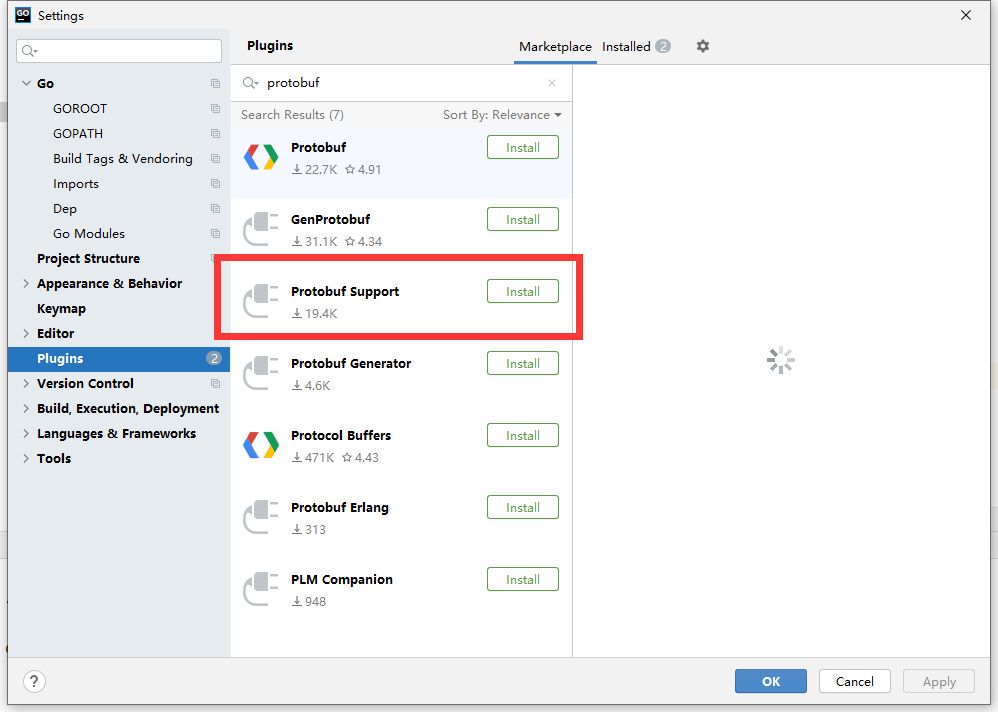 GO Settings
Go
GOROOT
GOPATH
Build Tags & Vendoring
Imports
Dep
Go Modules
Project Structure
Appearance & Behavior
Keymap
Editor
Plugins 2
Version Control
Build, Execution, Deployment
Languages & Frameworks
Tools
Plugins Marketplace Installed 2
protobuf
Search Results (7) Sort By: Relevance
Protobuf Install
22.7K 4.91
GenProtobuf Install
31.1K 4.34
Protobuf Support Install
19.4K
Protobuf Generator Install
4.6K
Protocol Buffers Install
471K 4.43
Protobuf Erlang Install
313
PLM Companion Install
948
? OK Cancel Apply